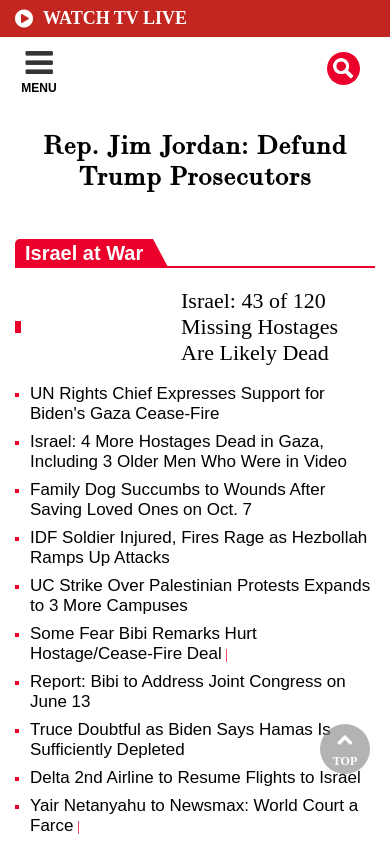 WATCH TV LIVE
MENU
Rep. Jim Jordan: Defund
Trump Prosecutors
Israel at War
Israel: 43 of 120
Missing Hostages
Are Likely Dead
UN Rights Chief Expresses Support for
Biden's Gaza Cease-Fire
Israel: 4 More Hostages Dead in Gaza,
Including 3 Older Men Who Were in Video
Family Dog Succumbs to Wounds After
Saving Loved Ones on Oct. 7
IDF Soldier Injured, Fires Rage as Hezbollah
Ramps Up Attacks
UC Strike Over Palestinian Protests Expands
to 3 More Campuses
Some Fear Bibi Remarks Hurt
Hostage/Cease-Fire Deal |
Report: Bibi to Address Joint Congress on
June 13
Truce Doubtful as Biden Says Hamas Is
Sufficiently Depleted
TOP
Delta 2nd Airline to Resume Flights to Israel
Yair Netanyahu to Newsmax: World Court a
Farce |